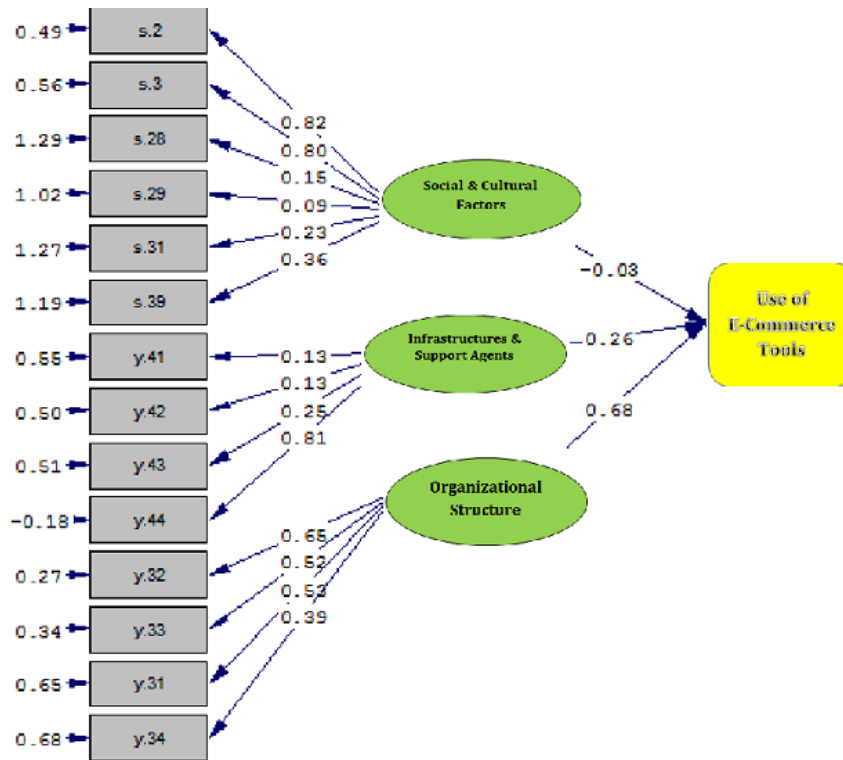 0.49 s.2
0.56 s.3
1.29 s.28
1.02 s.29
1.27 s.31
1.19 s.39
0.55 y.41
0.50 y.42
0.51 y.43
-0.18 y.44
0.27 y.32
0.34 y.33
0.65 y.31
0.68 y.34
0.82
0.80
0.15
0.09
0.23
0.36
0.13
0.13
0.25
0.81
0.65
0.52
0.53
0.39
Social & Cultural
Factors
Infrastructures &
Support Agents
Organizational
Structure
-0.03
0.26
0.68
Use of
E-Commerce
Tools